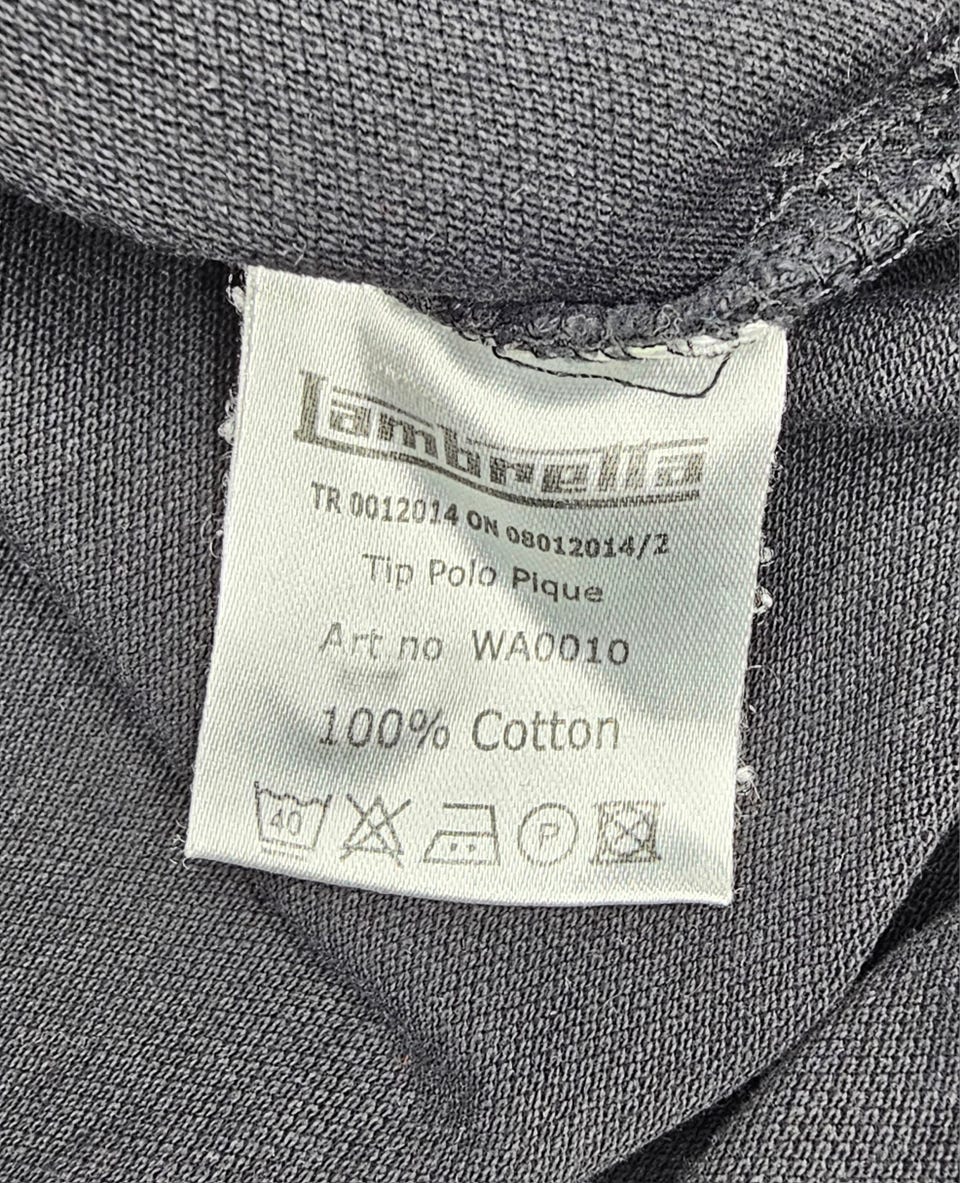 Lambretta
TR 0012014 ON 08012014/2
Tip Polo Pique
Art no WA0010
100% Cotton
40 P